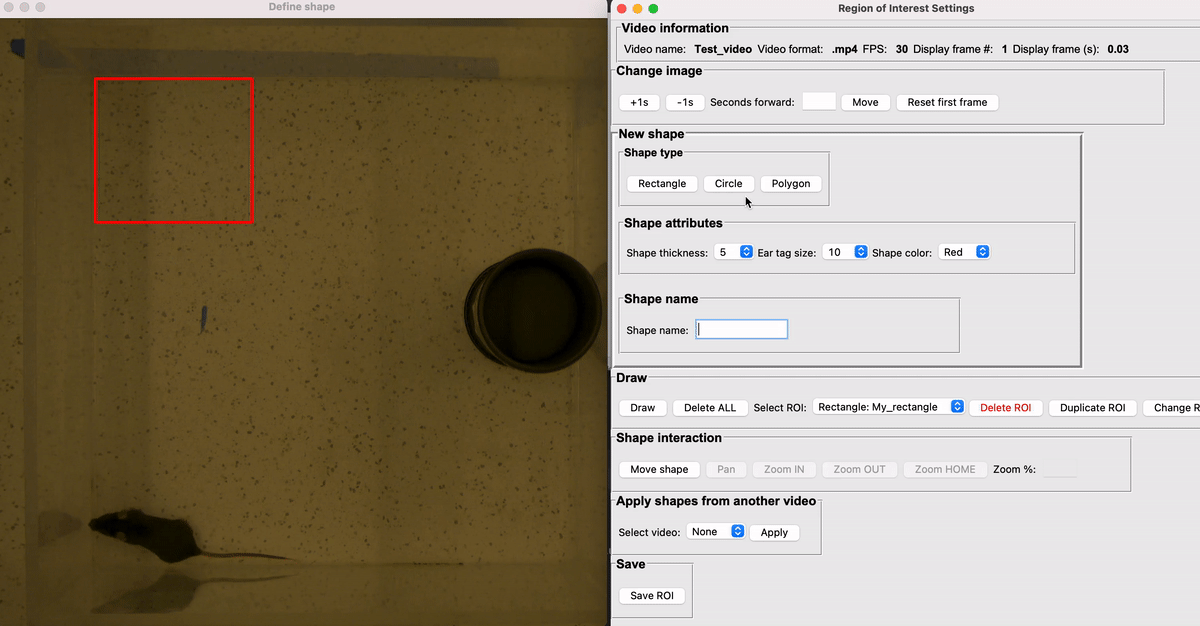 Define shape
Region of Interest Settings
Video information
Video name: Test_video Video format: .mp4 FPS: 30 Display frame #: 1 Display frame (s): 0.03
Change image
+1s -1s Seconds forward: Move Reset first frame
New shape
Shape type
Rectangle Circle Polygon
Shape attributes
Shape thickness: 5 Ear tag size: 10 Shape color: Red
Shape name
Shape name:
Draw
Draw Delete ALL Select ROI: Rectangle: My_rectangle Delete ROI Duplicate ROI Change R
Shape interaction
Move shape Pan Zoom IN Zoom OUT Zoom HOME Zoom %:
Apply shapes from another video
Select video: None Apply
Save
Save ROI